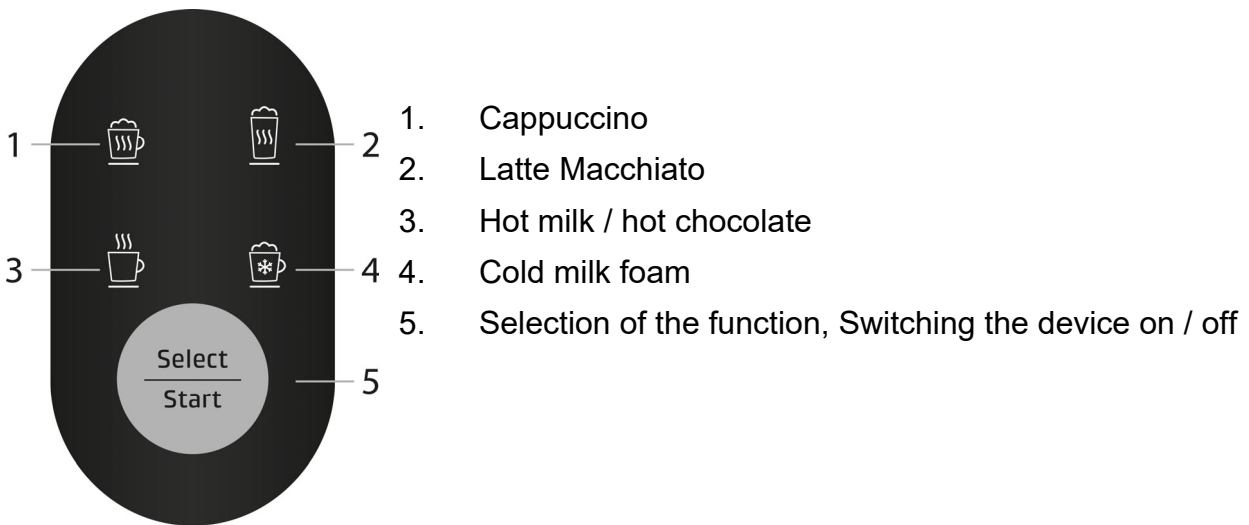 1
2
3
4
Select
Start
5
1. Cappuccino
2. Latte Macchiato
3. Hot milk / hot chocolate
4. Cold milk foam
5. Selection of the function, Switching the device on / off